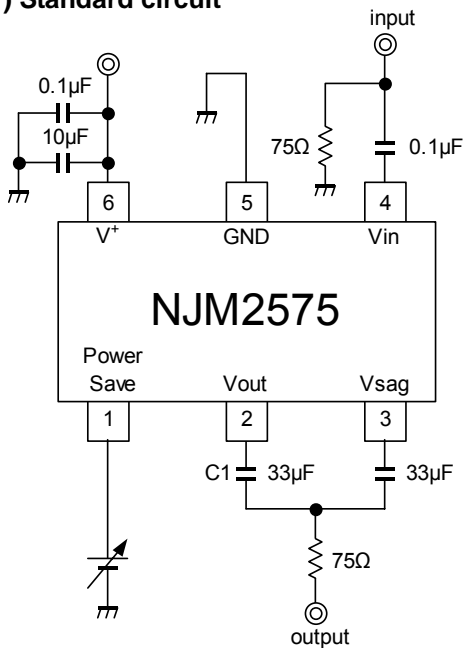 ) Standard circuit
input
0.1µF
10µF
75Ω
0.1µF
6
5
4
V+
GND
Vin
NJM2575
Power
Save
Vout
Vsag
1
2
3
C1
33µF
33µF
75Ω
output